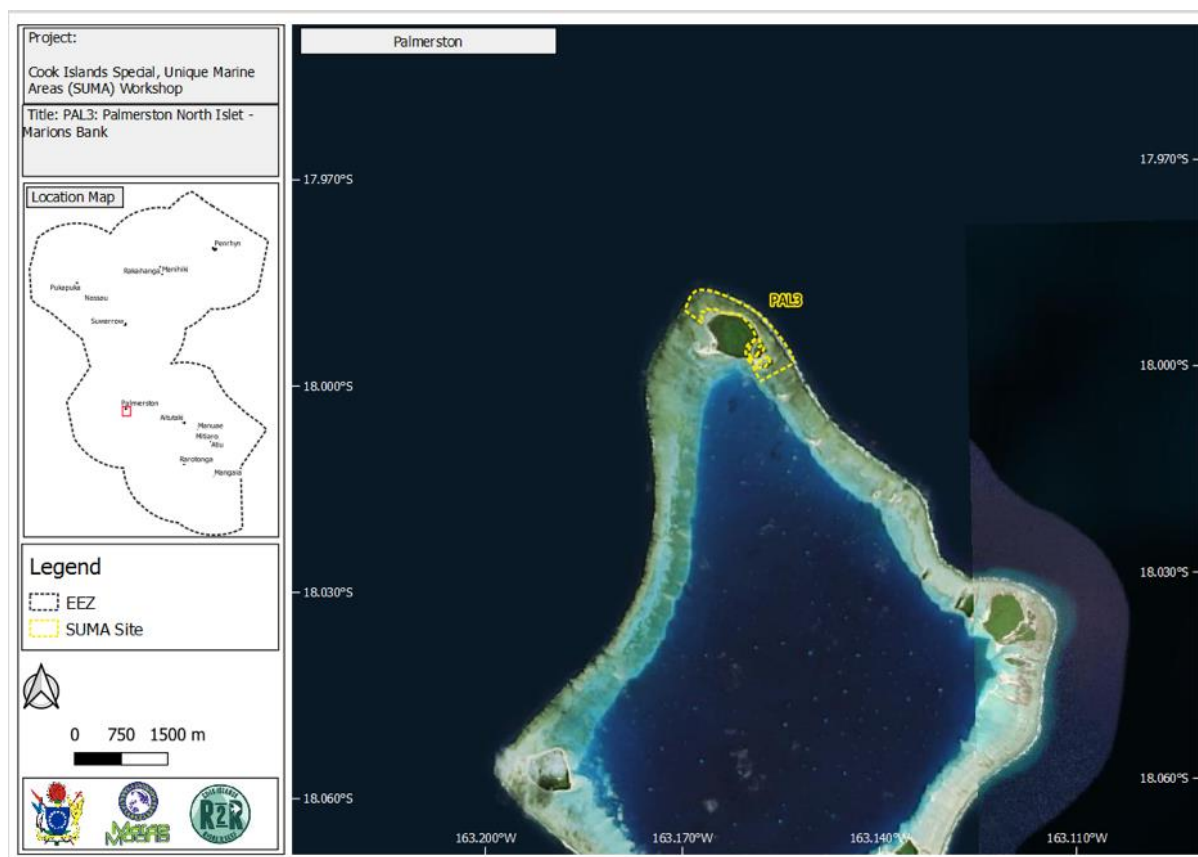 Project:
Cook Islands Special, Unique Marine
Areas (SUMA) Workshop
Title: PAL3: Palmerston North Islet -
Marions Bank
Location Map
Penrhyn
Rakahanga
Manihiki
Pukapuka
Nassau
Suwarrow
Palmerston
Aitutaki
Manuae
Mitiaro
Atiu
Rarotonga
Mangaia
Legend
EEZ
SUMA Site
0 750 1500 m
R2R
Palmerston
17.970°S
17.970°S
PAL3
18.000°S
18.000°S
18.030°S
18.030°S
18.060°S
18.060°S
163.200°W
163.170°W
163.140°W
163.110°W